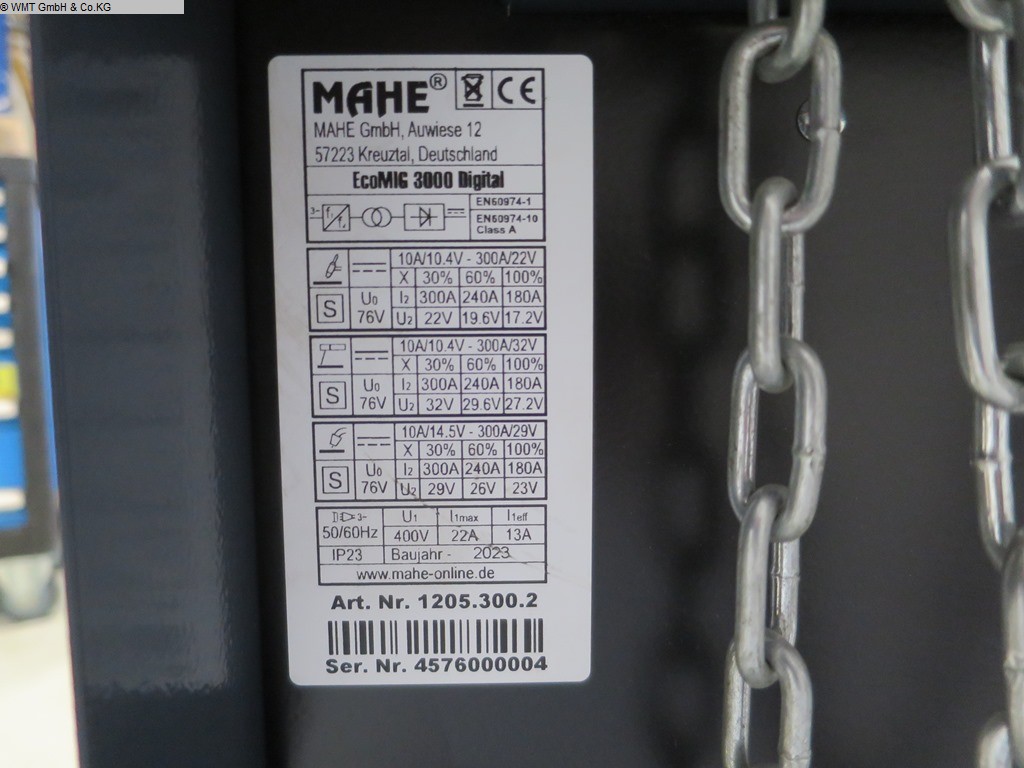 © WMT GmbH & Co.KG
MAHE® CE
MAHE GmbH, Auwiese 12
57223 Kreuztal, Deutschland
EcoMIG 3000 Digital
3~ f1 f2 EN60974-1
EN60974-10
Class A
10A/10.4V - 300A/22V
X 30% 60% 100%
S U0 I2 300A 240A 180A
76V U2 22V 19.6V 17.2V
10A/10.4V - 300A/32V
X 30% 60% 100%
S U0 I2 300A 240A 180A
76V U2 32V 29.6V 27.2V
10A/14.5V - 300A/29V
X 30% 60% 100%
S U0 I2 300A 240A 180A
76V U2 29V 26V 23V
3~ U1 I1max I1eff
50/60Hz 400V 22A 13A
IP23 Baujahr - 2023
www.mahe-online.de
Art. Nr. 1205.300.2
Ser. Nr. 4576000004